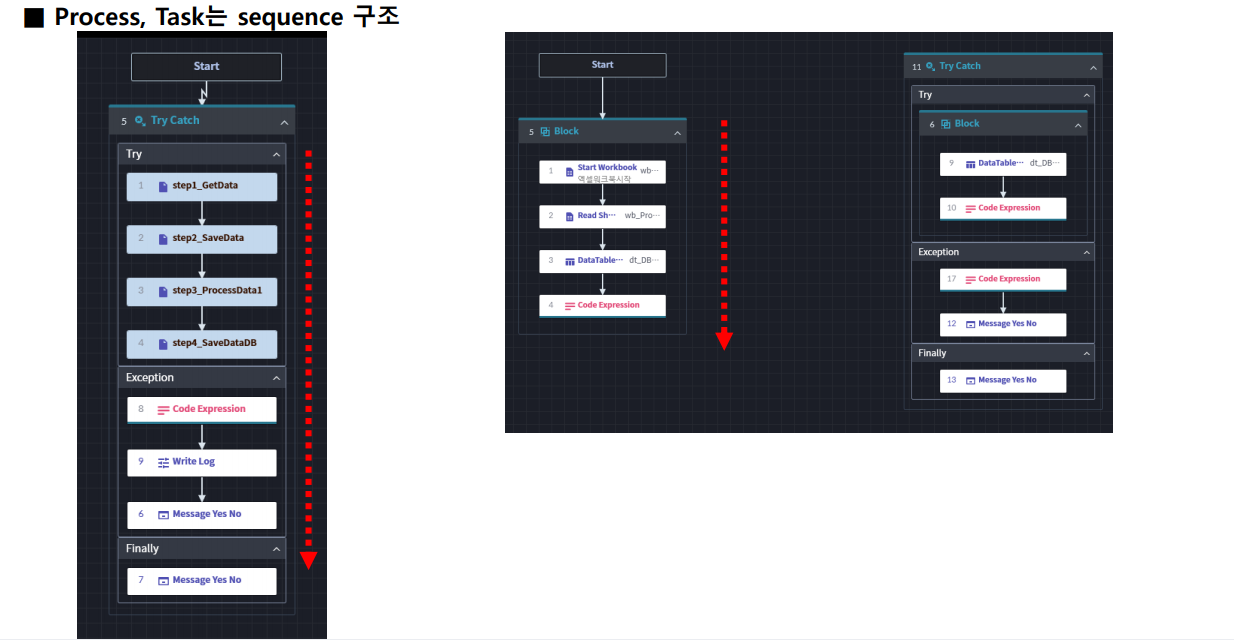 ■ Process, Task는 sequence 구조
Start
5 Try Catch
Try
1 step1_GetData
2 step2_SaveData
3 step3_ProcessData1
4 step4_SaveDataDB
Exception
8 Code Expression
9 Write Log
6 Message Yes No
Finally
7 Message Yes No
Start
5 Block
1 Start Workbook wb···
엑셀워크북시작
2 Read Sh··· wb_Pro···
3 DataTable··· dt_DB···
4 Code Expression
11 Try Catch
Try
6 Block
9 DataTable··· dt_DB···
10 Code Expression
Exception
17 Code Expression
12 Message Yes No
Finally
13 Message Yes No